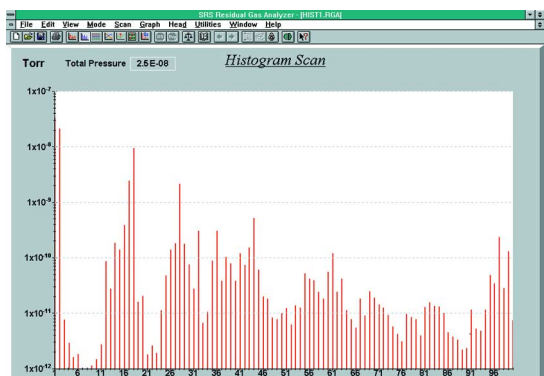 SRS Residual Gas Analyzer - [HIST1.RGA]
File Edit View Mode Scan Graph Head Utilities Window Help
Torr Total Pressure 2.5E-08 Histogram Scan
1x10⁻⁷
1x10⁻⁸
1x10⁻⁹
1x10⁻¹⁰
1x10⁻¹¹
1x10⁻¹²
1 6 11 16 21 26 31 36 41 46 51 56 61 66 71 76 81 86 91 96